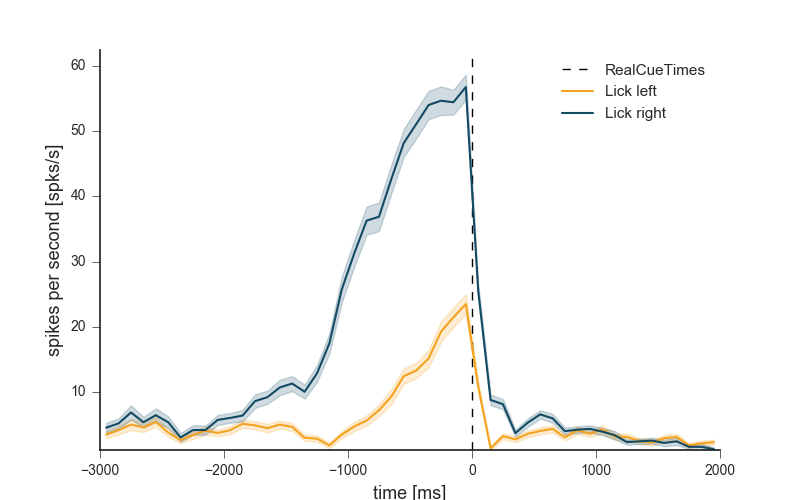 60
50
40
30
20
10
spikes per second [spks/s]
RealCueTimes
Lick left
Lick right
−3000 −2000 −1000 0 1000 2000
time [ms]